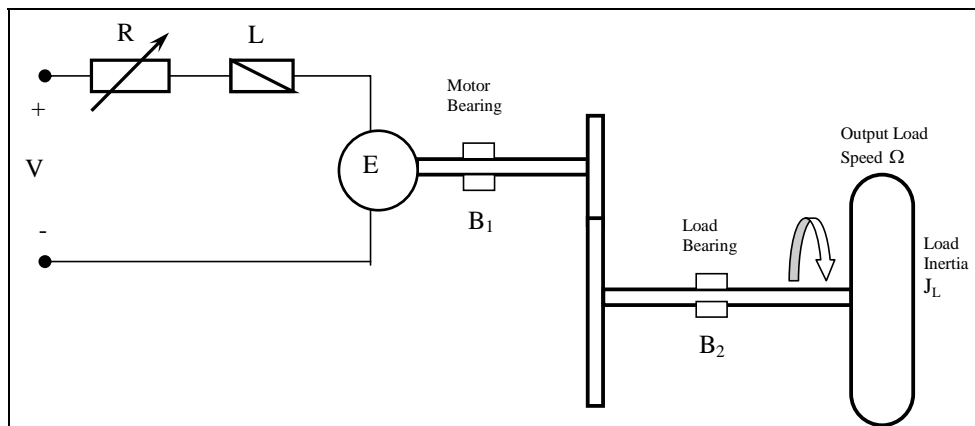 R
L
+
V
-
E
Motor
Bearing
B1
Load
Bearing
B2
Output Load
Speed Ω
Load
Inertia
JL